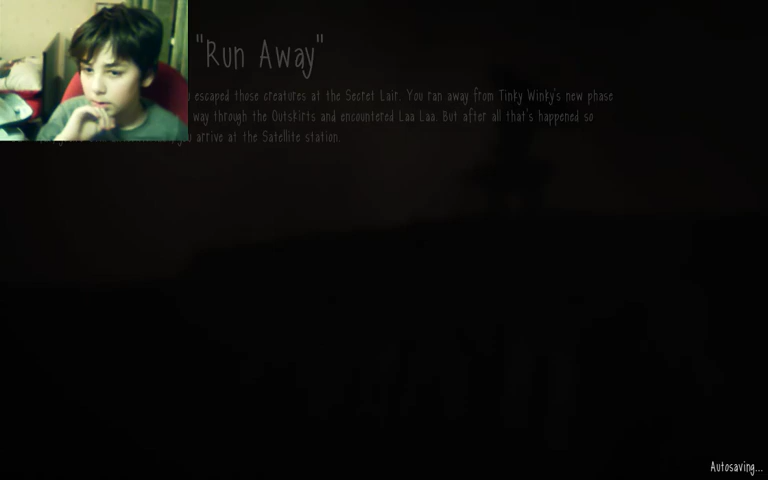 "Run Away"
escaped those creatures at the Secret Lair. You ran away from Tinky Winky's new phase
way through the Outskirts and encountered Laa Laa. But after all that's happened so
you arrive at the Satellite station.
Autosaving...